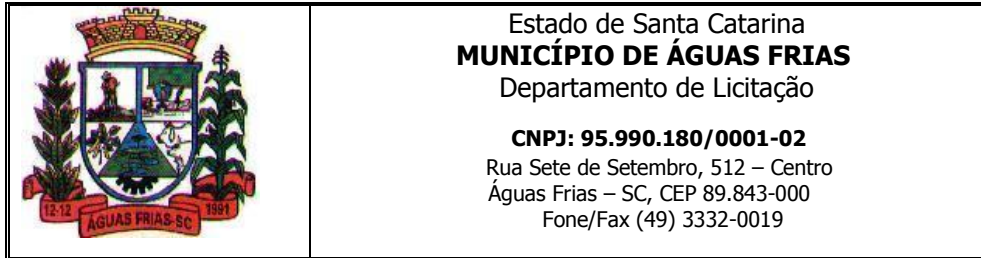 12-12
ÁGUAS FRIAS-SC
1991
Estado de Santa Catarina
MUNICÍPIO DE ÁGUAS FRIAS
Departamento de Licitação
CNPJ: 95.990.180/0001-02
Rua Sete de Setembro, 512 – Centro
Águas Frias – SC, CEP 89.843-000
Fone/Fax (49) 3332-0019